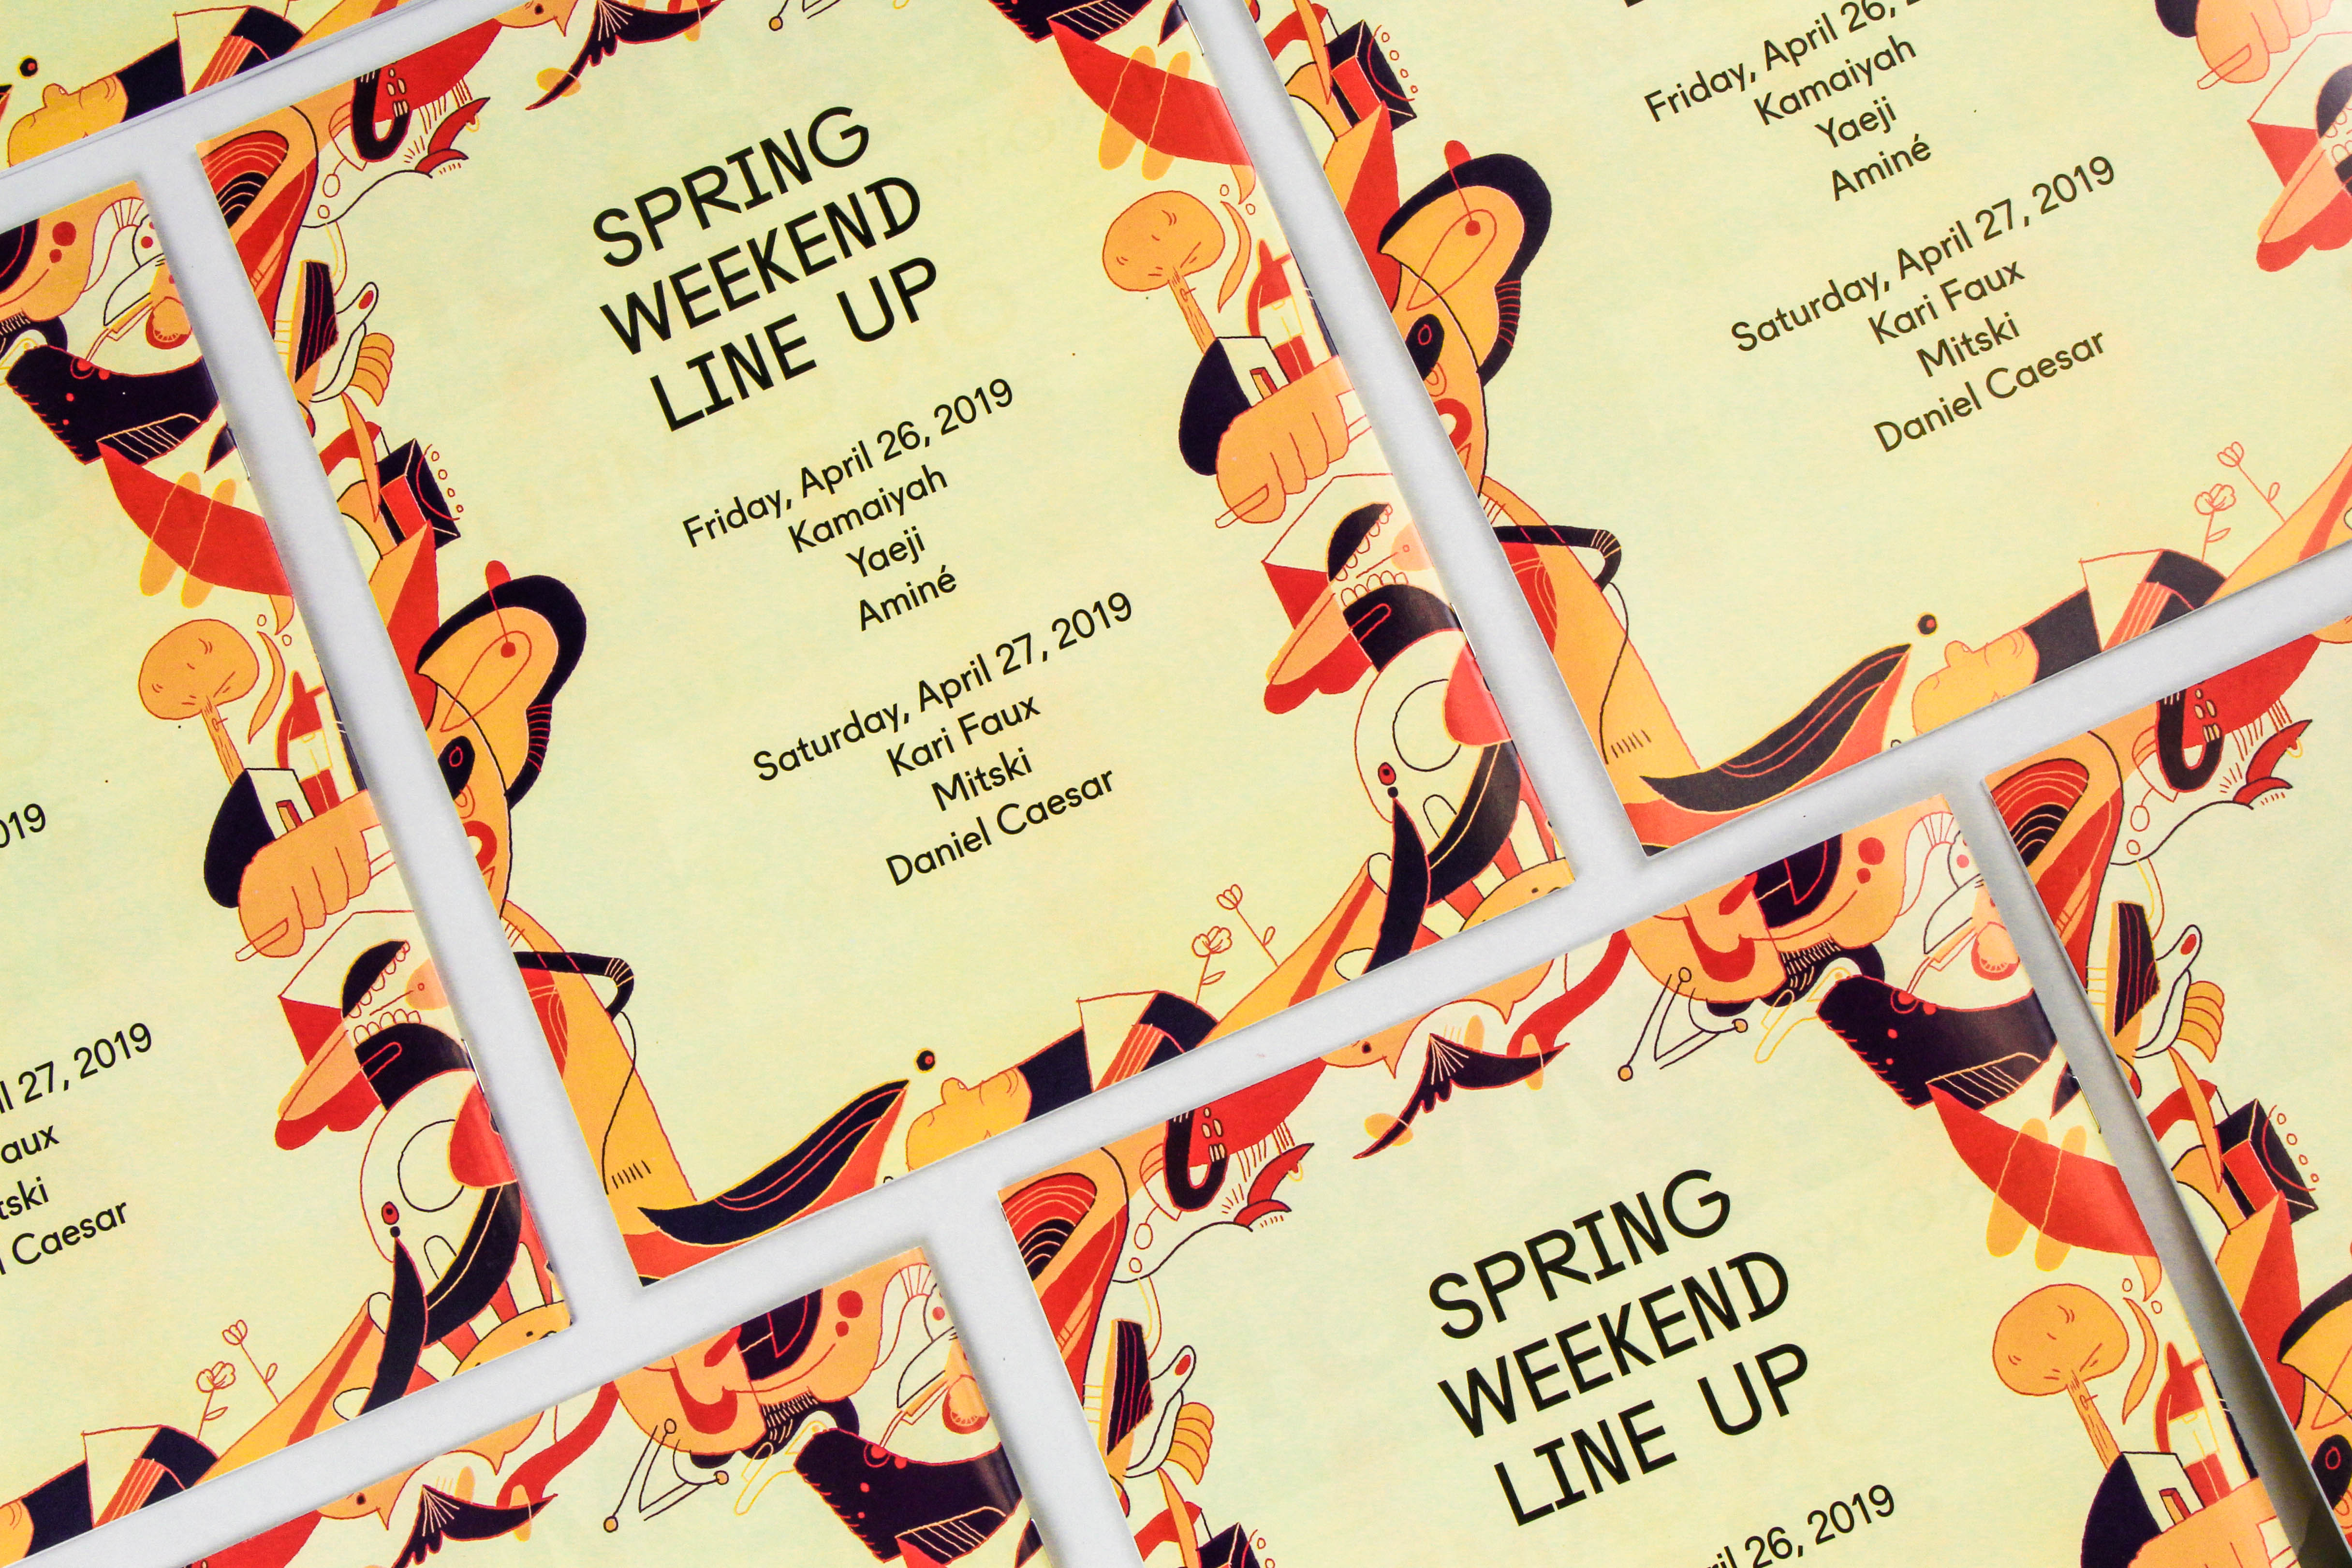 SPRING
WEEKEND
LINE UP
Friday, April 26, 2019
Kamaiyah
Yaeji
Aminé
Saturday, April 27, 2019
Kari Faux
Mitski
Daniel Caesar
Friday, April 26,
Kamaiyah
Yaeji
Aminé
Saturday, April 27, 2019
Kari Faux
Mitski
Daniel Caesar
019
il 27, 2019
aux
tski
l Caesar
SPRING
WEEKEND
LINE UP
ril 26, 2019